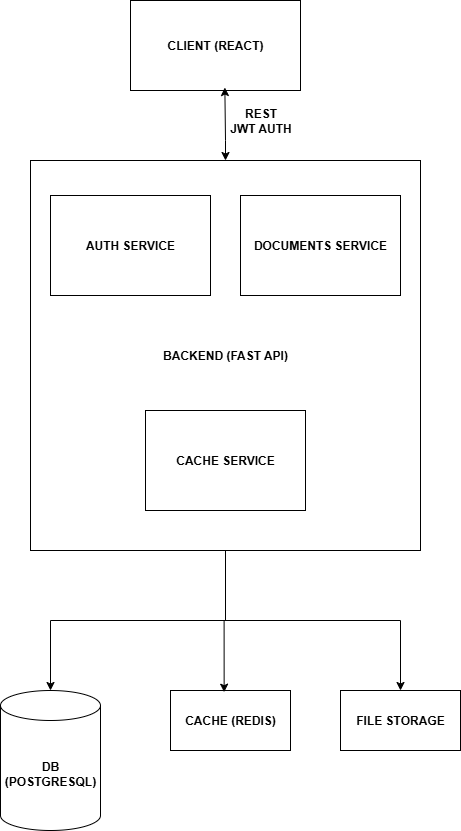 CLIENT (REACT)
REST
JWT AUTH
AUTH SERVICE
DOCUMENTS SERVICE
BACKEND (FAST API)
CACHE SERVICE
DB
(POSTGRESQL)
CACHE (REDIS)
FILE STORAGE